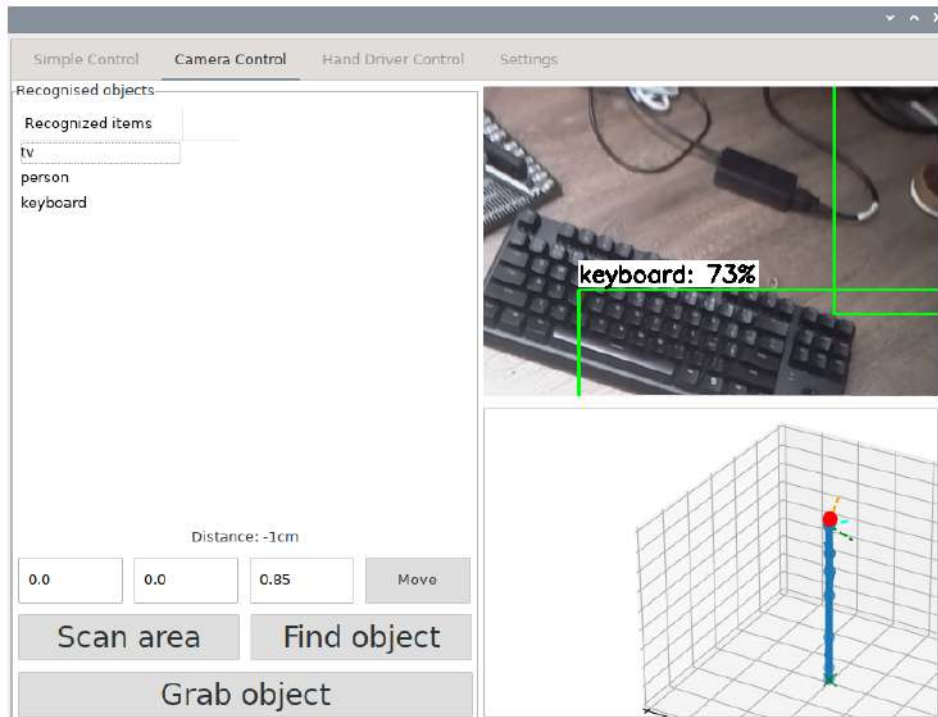 Simple Control Camera Control Hand Driver Control Settings
Recognised objects
Recognized items
tv
person
keyboard
keyboard: 73%
Distance: -1cm
0.0 0.0 0.85 Move
Scan area Find object
Grab object